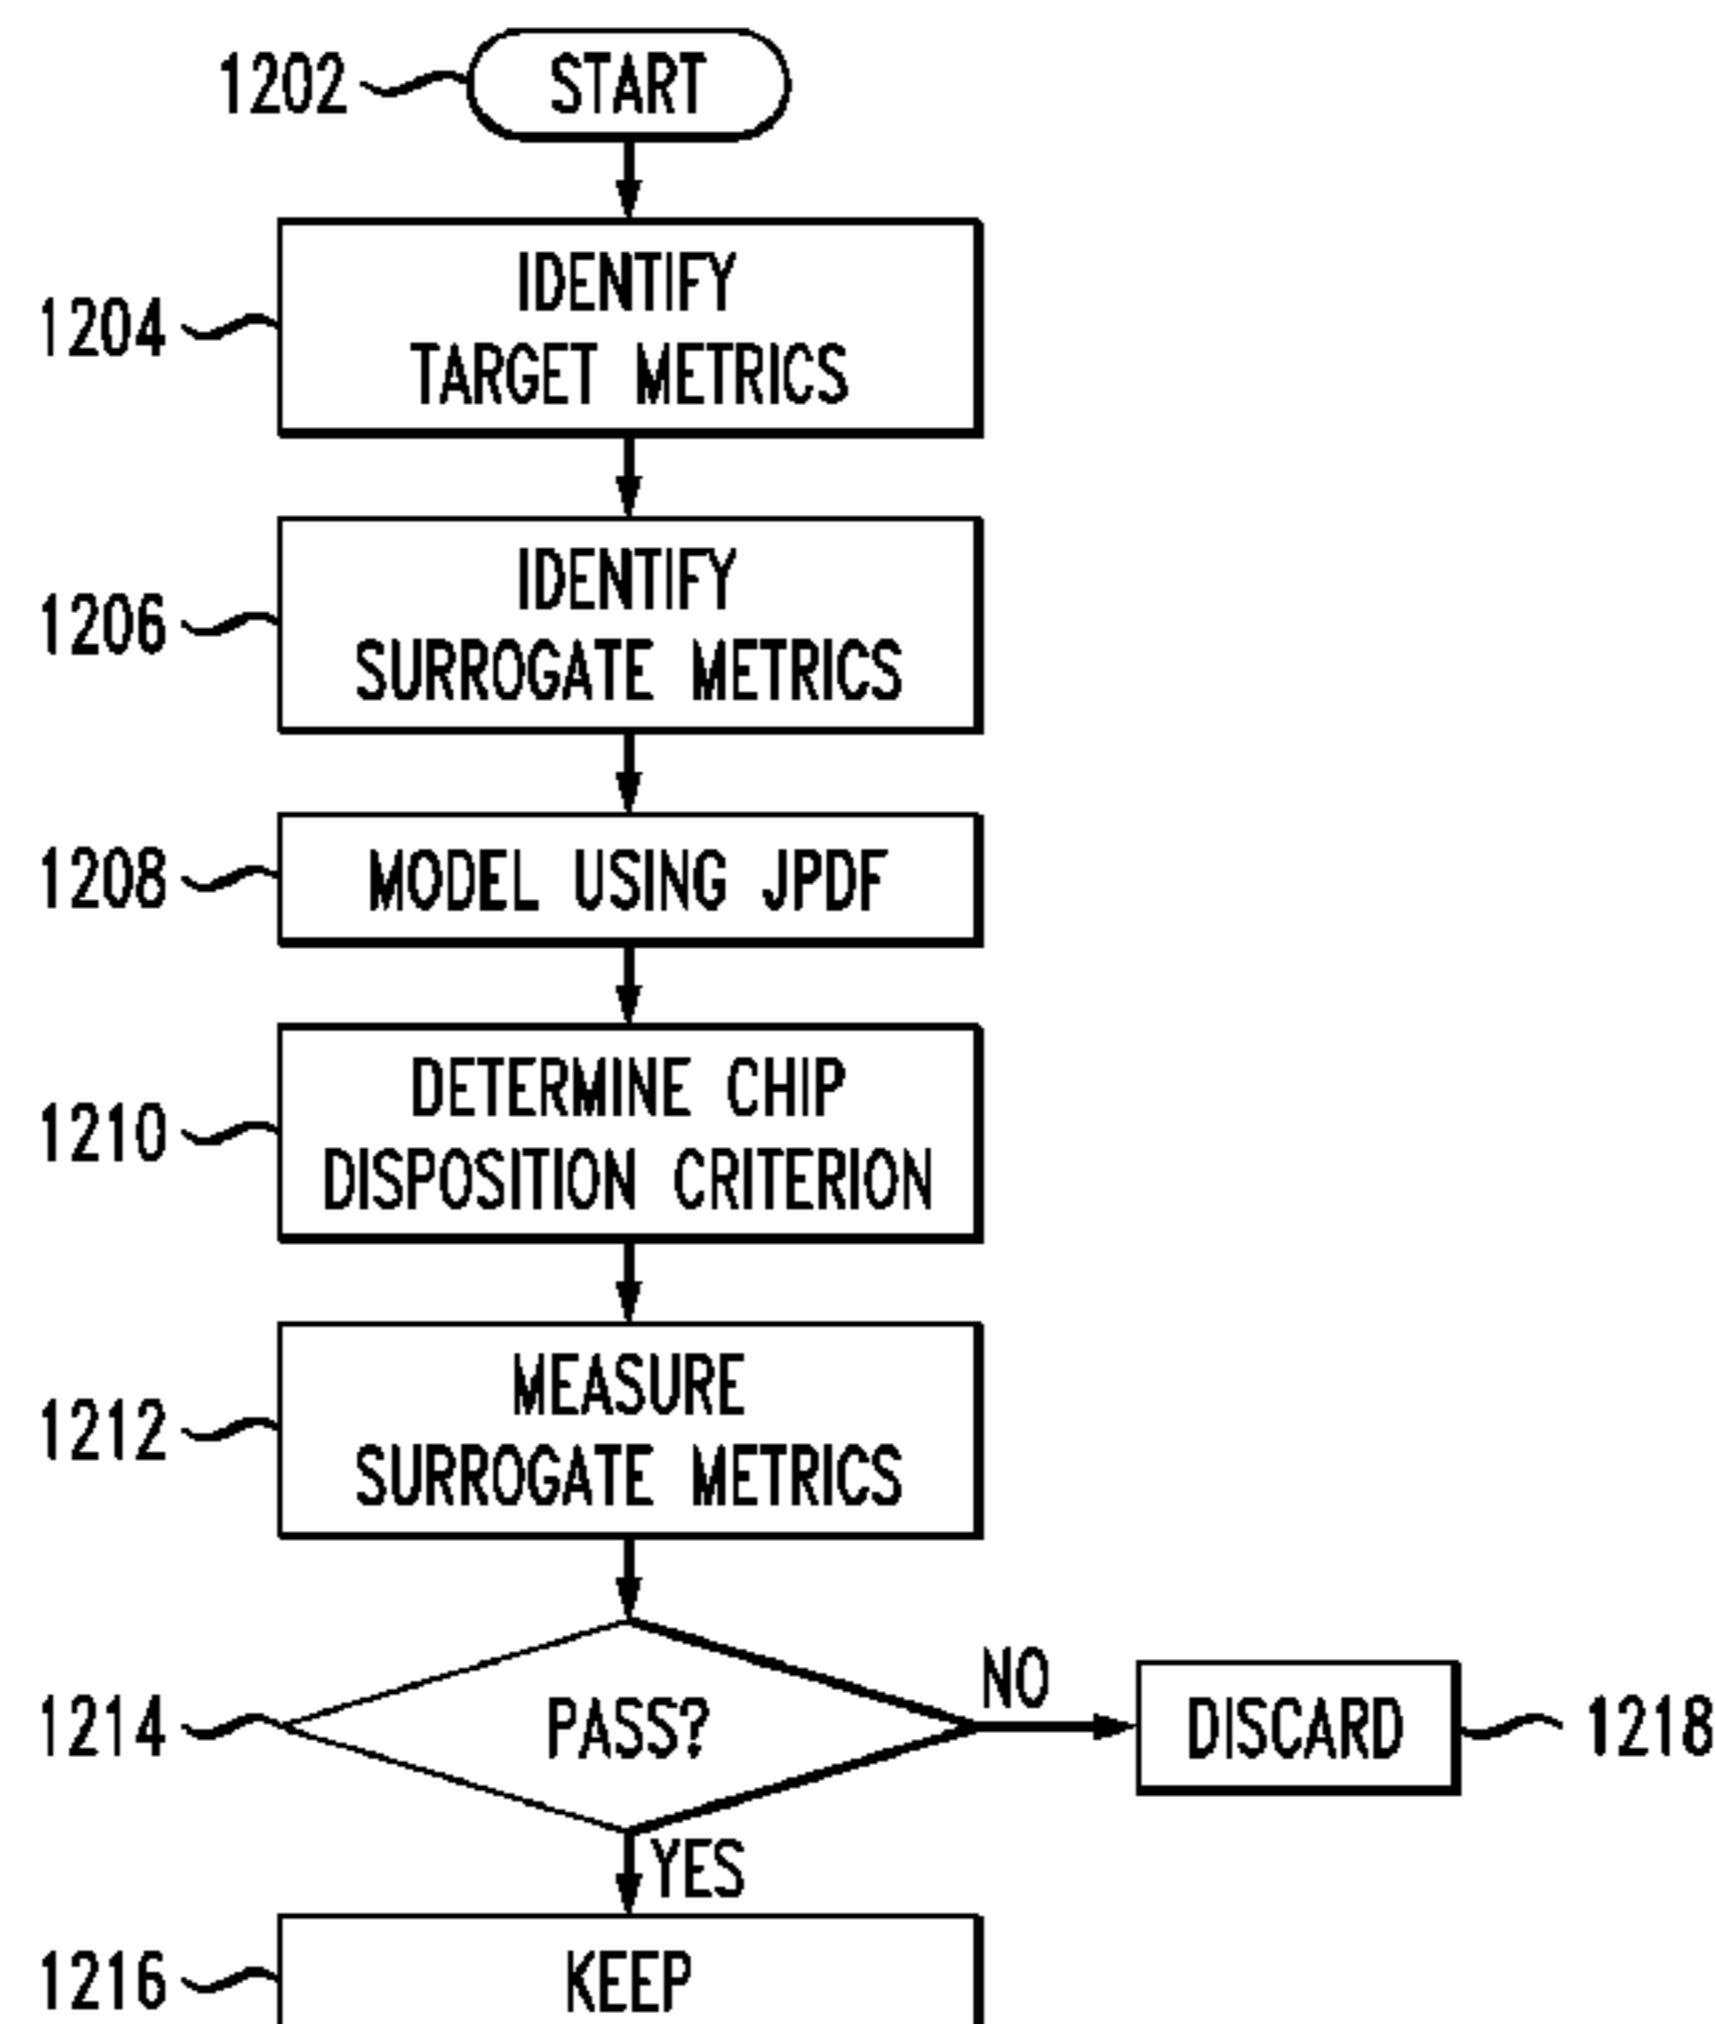 1202 START
1204 IDENTIFY
TARGET METRICS
1206 IDENTIFY
SURROGATE METRICS
1208 MODEL USING JPDF
1210 DETERMINE CHIP
DISPOSITION CRITERION
1212 MEASURE
SURROGATE METRICS
1214 PASS?
NO
DISCARD 1218
YES
1216 KEEP